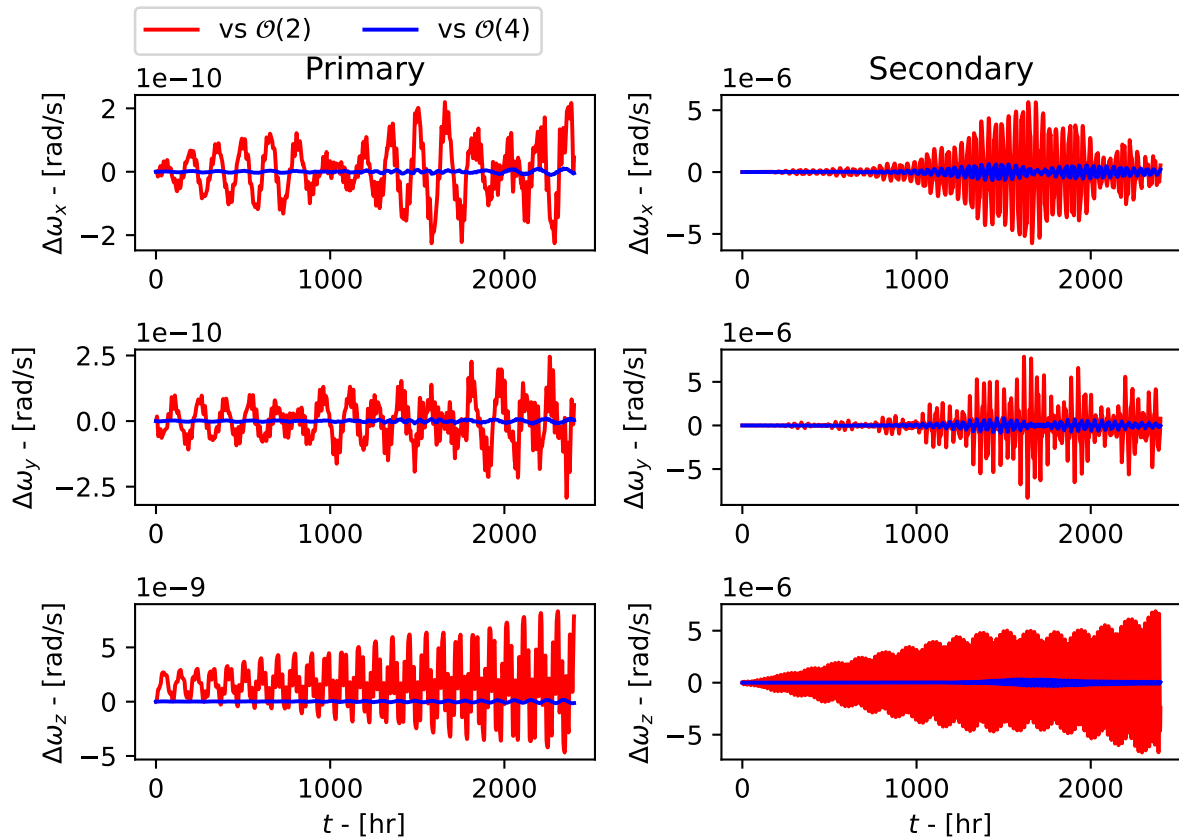 vs 𝒪(2) vs 𝒪(4)
Primary
1e−10
Δω_x - [rad/s]
2
0
−2
0 1000 2000
Secondary
1e−6
Δω_x - [rad/s]
5
0
−5
0 1000 2000
1e−10
Δω_y - [rad/s]
2.5
0.0
−2.5
0 1000 2000
1e−6
Δω_y - [rad/s]
5
0
−5
0 1000 2000
1e−9
Δω_z - [rad/s]
5
0
−5
0 1000 2000
t - [hr]
1e−6
Δω_z - [rad/s]
5
0
−5
0 1000 2000
t - [hr]